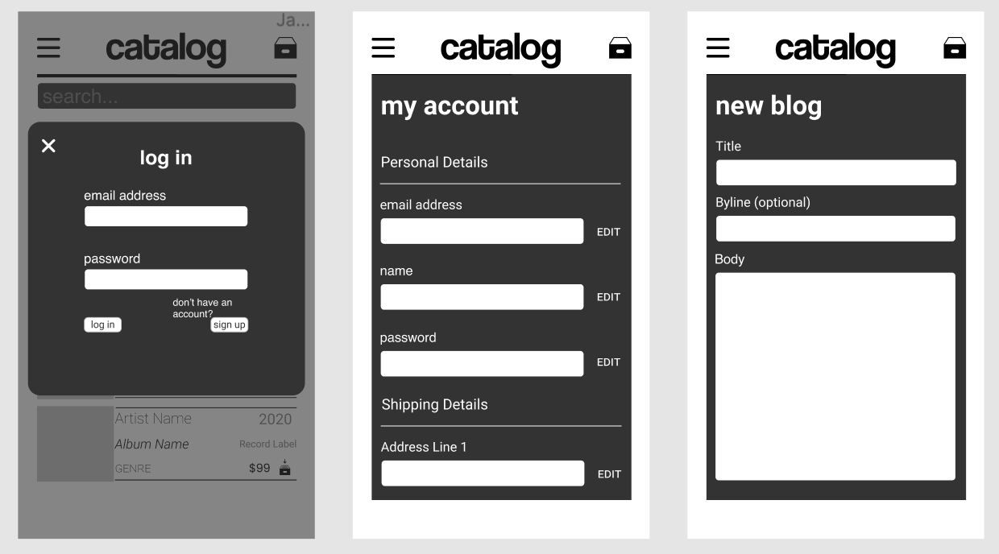 Ja...
catalog
search...
log in
email address
password
don't have an
account?
log in
sign up
Artist Name
2020
Album Name
Record Label
GENRE
$99
catalog
my account
Personal Details
email address
EDIT
name
EDIT
password
EDIT
Shipping Details
Address Line 1
EDIT
catalog
new blog
Title
Byline (optional)
Body